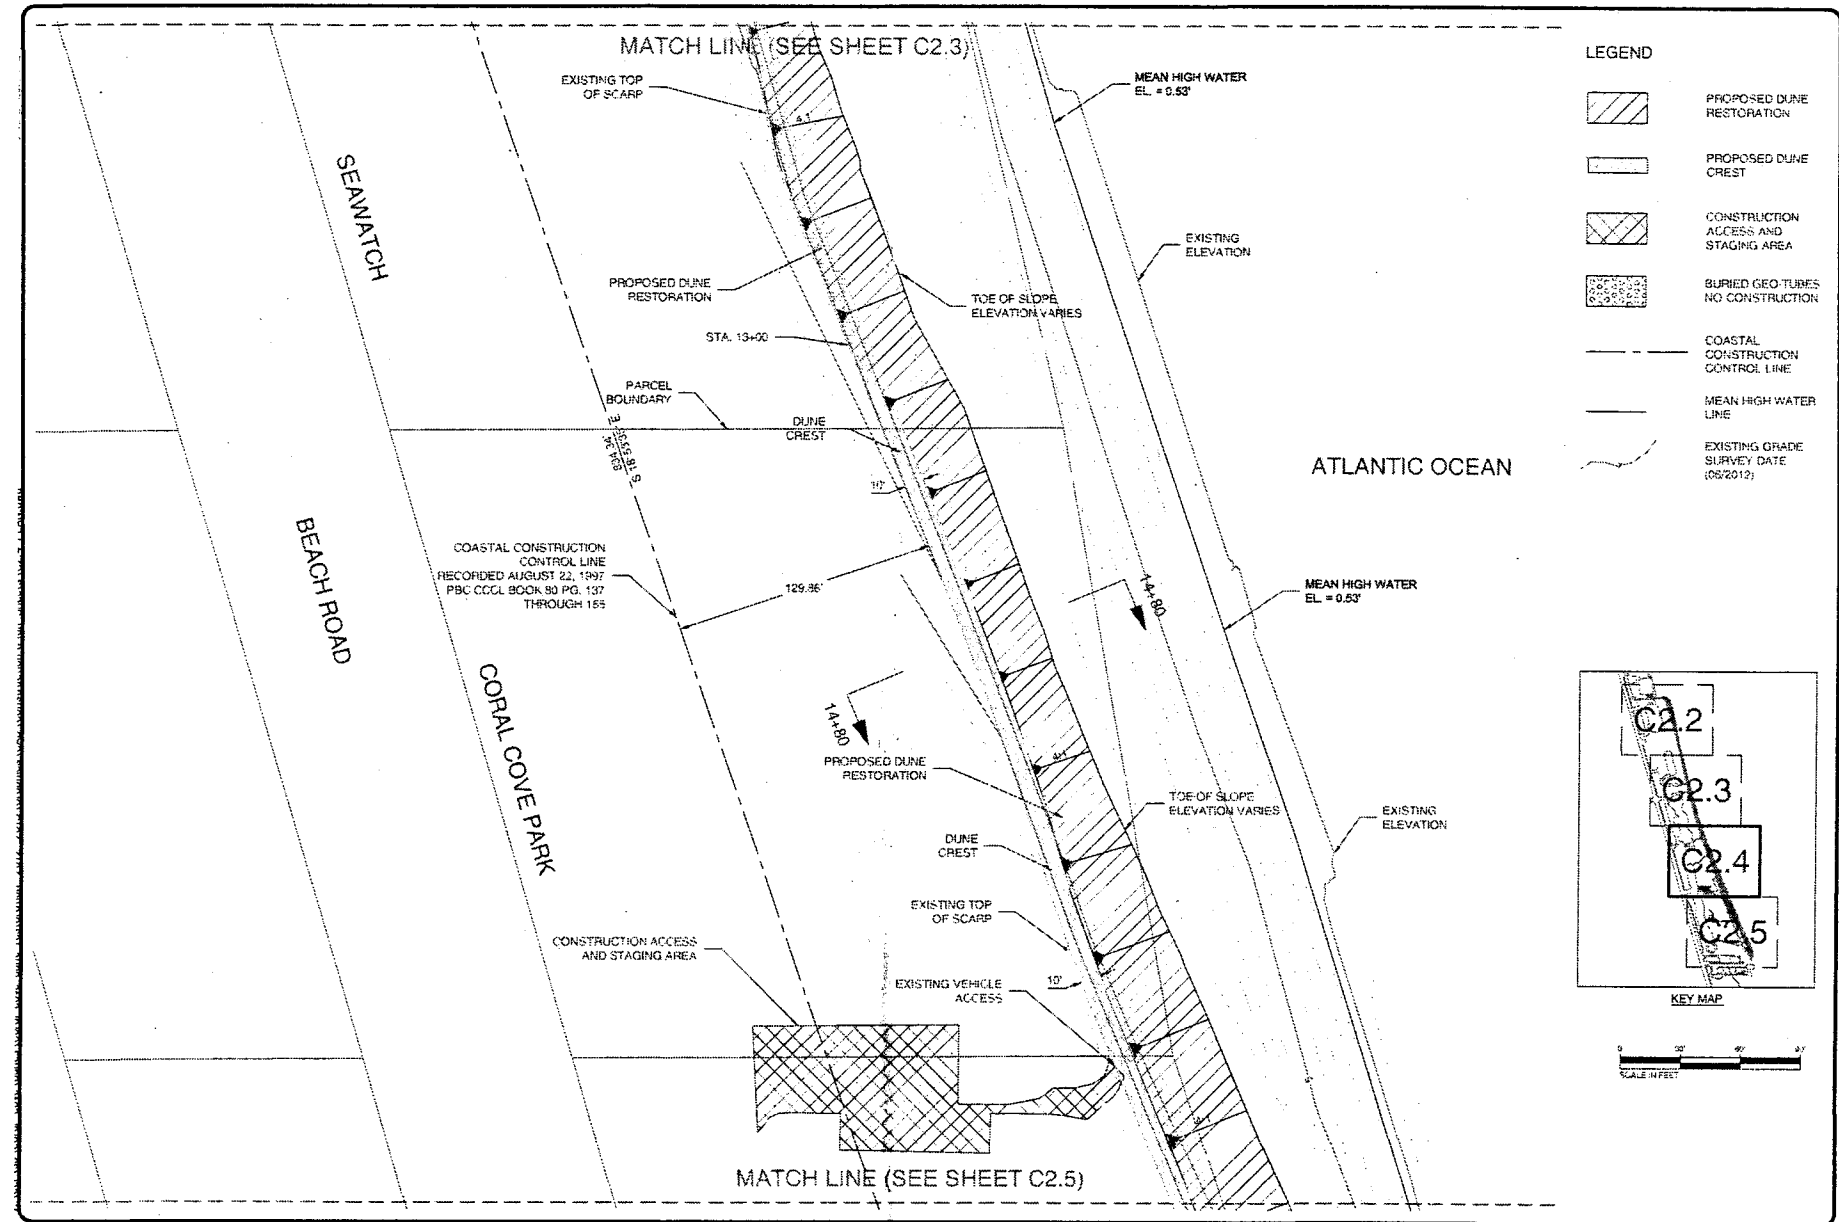 MATCH LINE (SEE SHEET C2.3)
EXISTING TOP
OF SCARP
MEAN HIGH WATER
EL. = 0.53'
SEAWATCH
EXISTING
ELEVATION
PROPOSED DUNE
RESTORATION
TOE OF SLOPE
ELEVATION VARIES
STA. 13+00
PARCEL
BOUNDARY
DUNE
CREST
10'
ATLANTIC OCEAN
BEACH ROAD
COASTAL CONSTRUCTION
CONTROL LINE
RECORDED AUGUST 22, 1997
PBC CCCL BOOK 80 PG. 137
THROUGH 155
129.86'
14+80
MEAN HIGH WATER
EL. = 0.53'
CORAL COVE PARK
14+80
PROPOSED DUNE
RESTORATION
TOE OF SLOPE
ELEVATION VARIES
EXISTING
ELEVATION
DUNE
CREST
EXISTING TOP
OF SCARP
CONSTRUCTION ACCESS
AND STAGING AREA
EXISTING VEHICLE
ACCESS
10'
MATCH LINE (SEE SHEET C2.5)
LEGEND
PROPOSED DUNE
RESTORATION
PROPOSED DUNE
CREST
CONSTRUCTION
ACCESS AND
STAGING AREA
BURIED GEO-TUBES
NO CONSTRUCTION
COASTAL
CONSTRUCTION
CONTROL LINE
MEAN HIGH WATER
LINE
EXISTING GRADE
SURVEY DATE
(06/2012)
C2.2
C2.3
C2.4
C2.5
KEY MAP
SCALE IN FEET